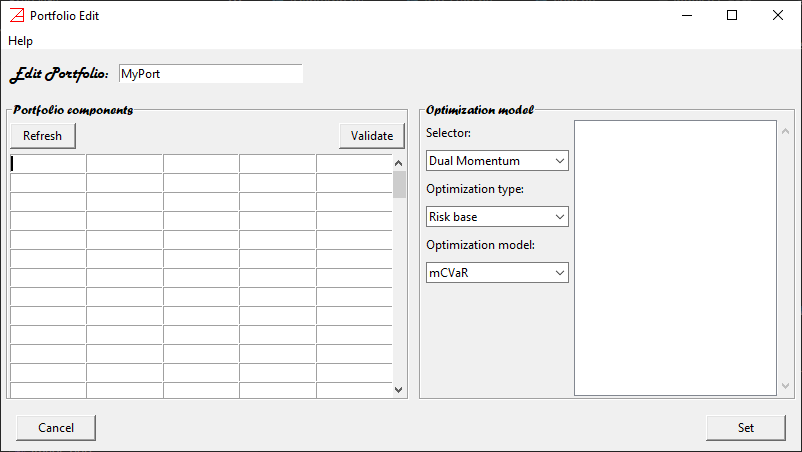 Portfolio Edit
Help
Edit Portfolio: MyPort
Portfolio components
Refresh Validate
Optimization model
Selector:
Dual Momentum
Optimization type:
Risk base
Optimization model:
mCVaR
Cancel Set